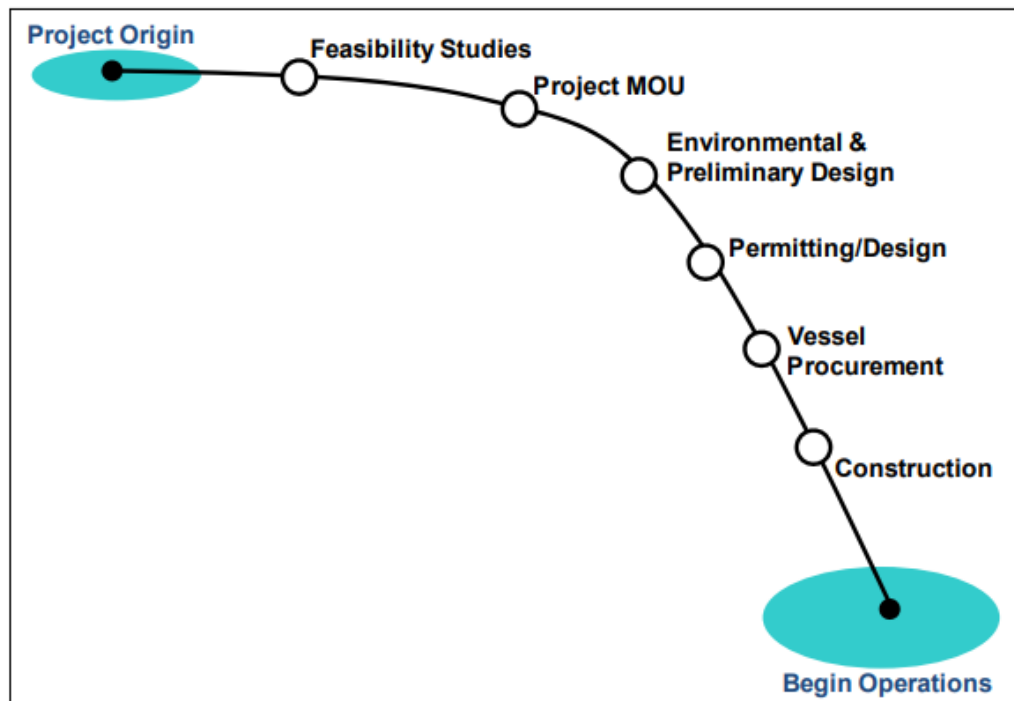 Project Origin
Feasibility Studies
Project MOU
Environmental &
Preliminary Design
Permitting/Design
Vessel
Procurement
Construction
Begin Operations